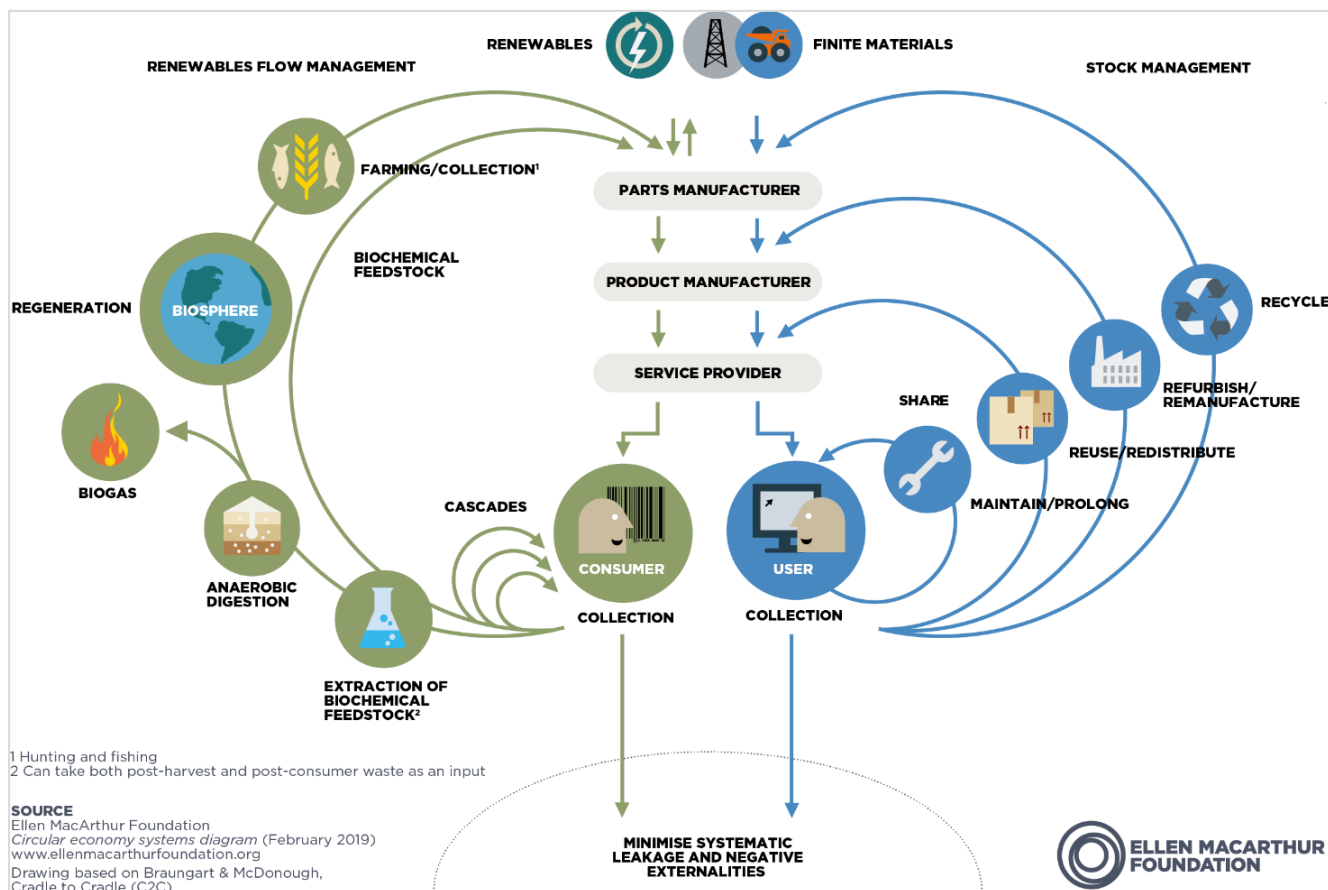 RENEWABLES
FINITE MATERIALS
RENEWABLES FLOW MANAGEMENT
STOCK MANAGEMENT
FARMING/COLLECTION¹
PARTS MANUFACTURER
BIOCHEMICAL
FEEDSTOCK
PRODUCT MANUFACTURER
REGENERATION
BIOSPHERE
RECYCLE
SERVICE PROVIDER
REFURBISH/
REMANUFACTURE
SHARE
REUSE/REDISTRIBUTE
BIOGAS
CASCADES
MAINTAIN/PROLONG
CONSUMER
USER
ANAEROBIC
DIGESTION
COLLECTION
COLLECTION
EXTRACTION OF
BIOCHEMICAL
FEEDSTOCK²
1 Hunting and fishing
2 Can take both post-harvest and post-consumer waste as an input
SOURCE
Ellen MacArthur Foundation
Circular economy systems diagram (February 2019)
www.ellenmacarthurfoundation.org
Drawing based on Braungart & McDonough,
Cradle to Cradle (C2C)
MINIMISE SYSTEMATIC
LEAKAGE AND NEGATIVE
EXTERNALITIES
ELLEN MACARTHUR
FOUNDATION